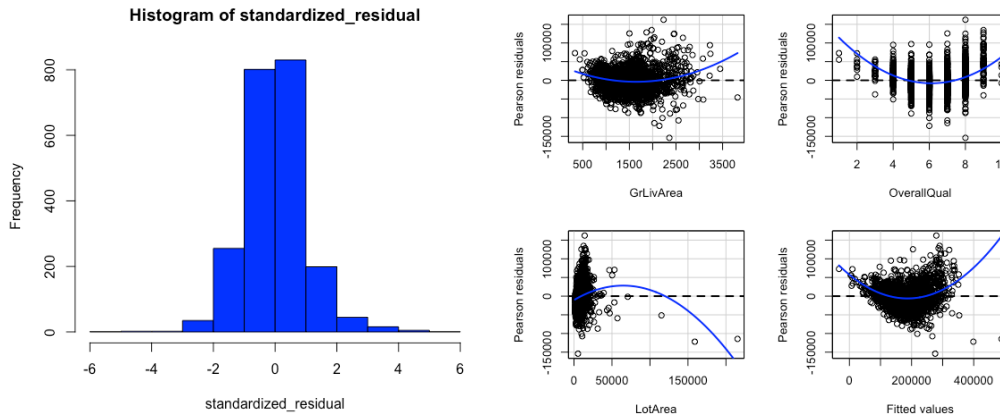 Histogram of standardized_residual
Frequency
0 200 400 600 800
-6 -4 -2 0 2 4 6
standardized_residual
Pearson residuals
-150000 0 100000
500 1500 2500 3500
GrLivArea
Pearson residuals
-150000 0 100000
2 4 6 8
OverallQual
Pearson residuals
-150000 0 100000
0 50000 150000
LotArea
Pearson residuals
-150000 0 100000
0 200000 400000
Fitted values